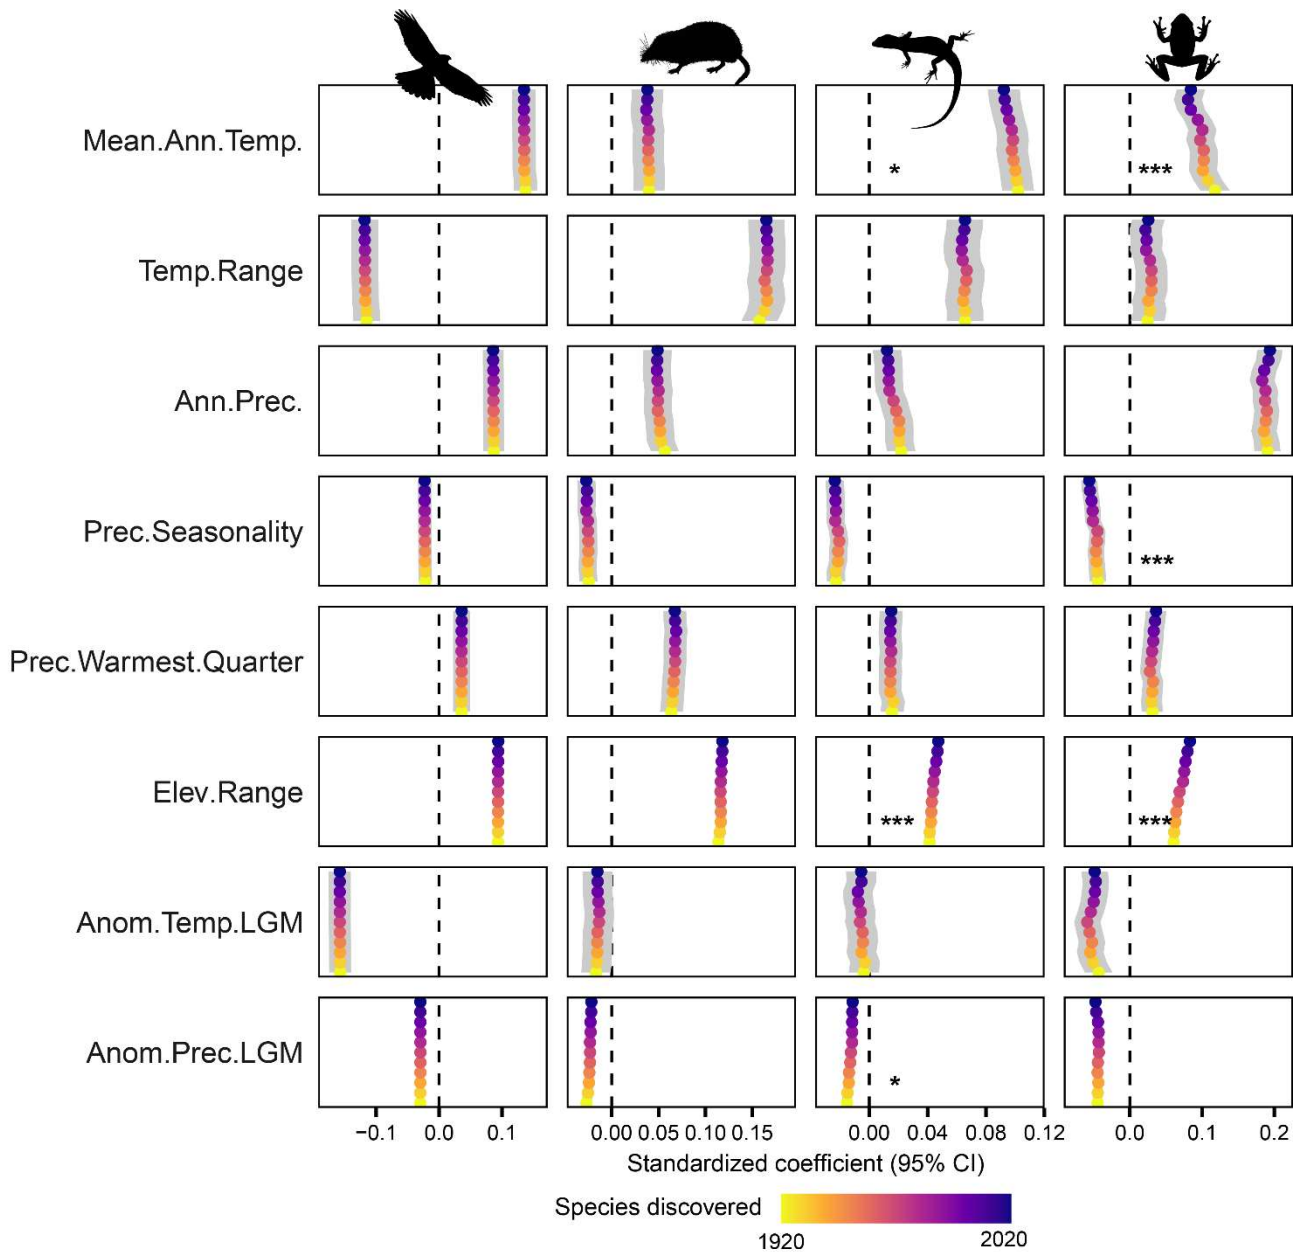 Mean.Ann.Temp.
* ***
Temp.Range
Ann.Prec.
Prec.Seasonality
***
Prec.Warmest.Quarter
Elev.Range
*** ***
Anom.Temp.LGM
Anom.Prec.LGM
*
−0.1 0.0 0.1 0.00 0.05 0.10 0.15 0.00 0.04 0.08 0.12 0.0 0.1 0.2
Standardized coefficient (95% CI)
Species discovered
1920 2020